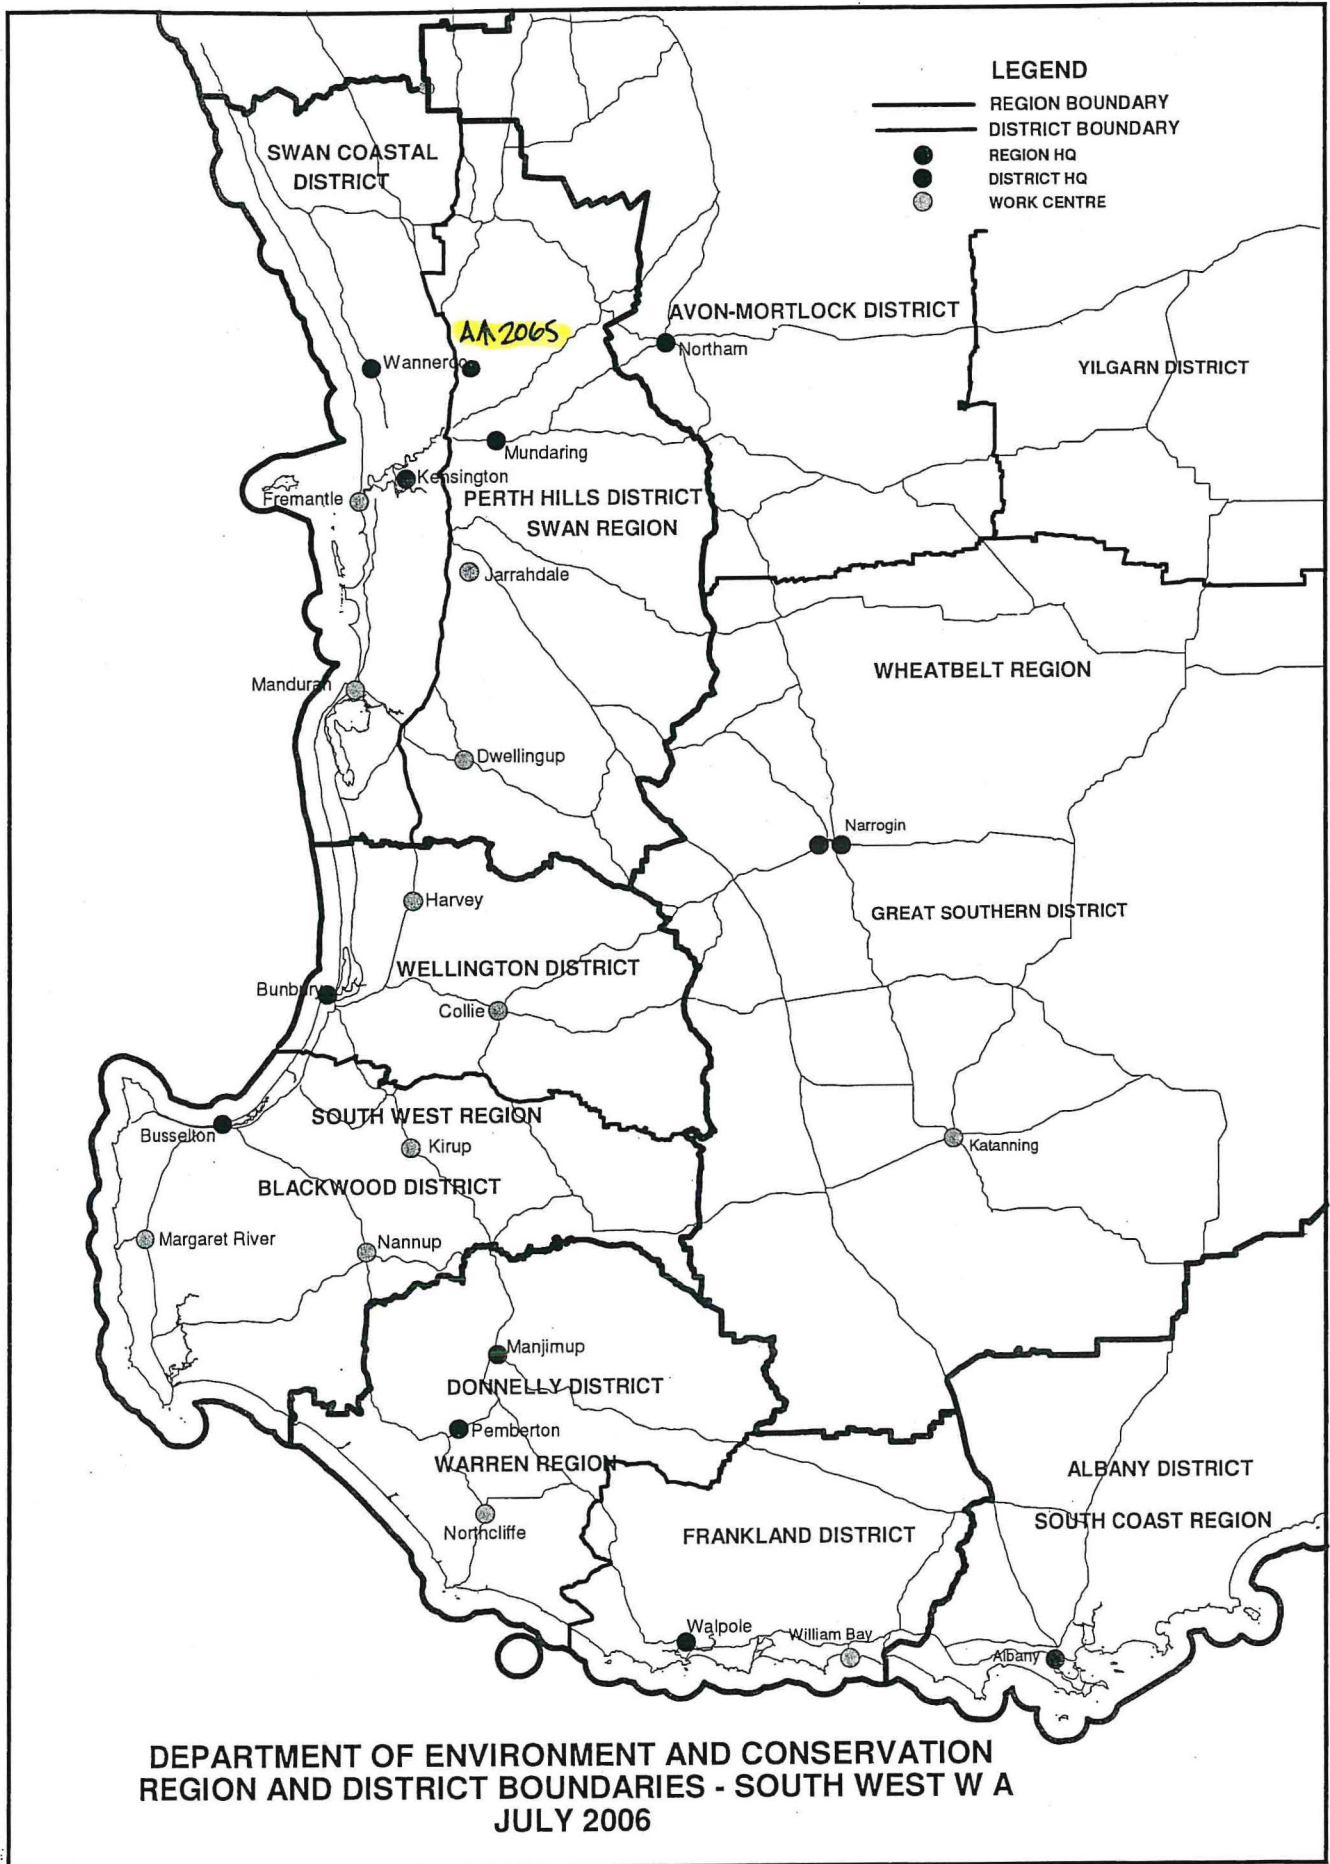 LEGEND
REGION BOUNDARY
DISTRICT BOUNDARY
REGION HQ
DISTRICT HQ
WORK CENTRE
SWAN COASTAL
DISTRICT
AVON-MORTLOCK DISTRICT
Northam
YILGARN DISTRICT
Wanneroo
Mundaring
Kensington
Fremantle
PERTH HILLS DISTRICT
SWAN REGION
Jarrahdale
WHEATBELT REGION
Mandurah
Dwellingup
Narrogin
Harvey
GREAT SOUTHERN DISTRICT
WELLINGTON DISTRICT
Bunbury
Collie
SOUTH WEST REGION
Busselton
Kirup
Katanning
BLACKWOOD DISTRICT
Margaret River
Nannup
Manjimup
DONNELLY DISTRICT
Pemberton
WARREN REGION
ALBANY DISTRICT
Northcliffe
FRANKLAND DISTRICT
SOUTH COAST REGION
Walpole
William Bay
Albany
DEPARTMENT OF ENVIRONMENT AND CONSERVATION
REGION AND DISTRICT BOUNDARIES - SOUTH WEST W A
JULY 2006